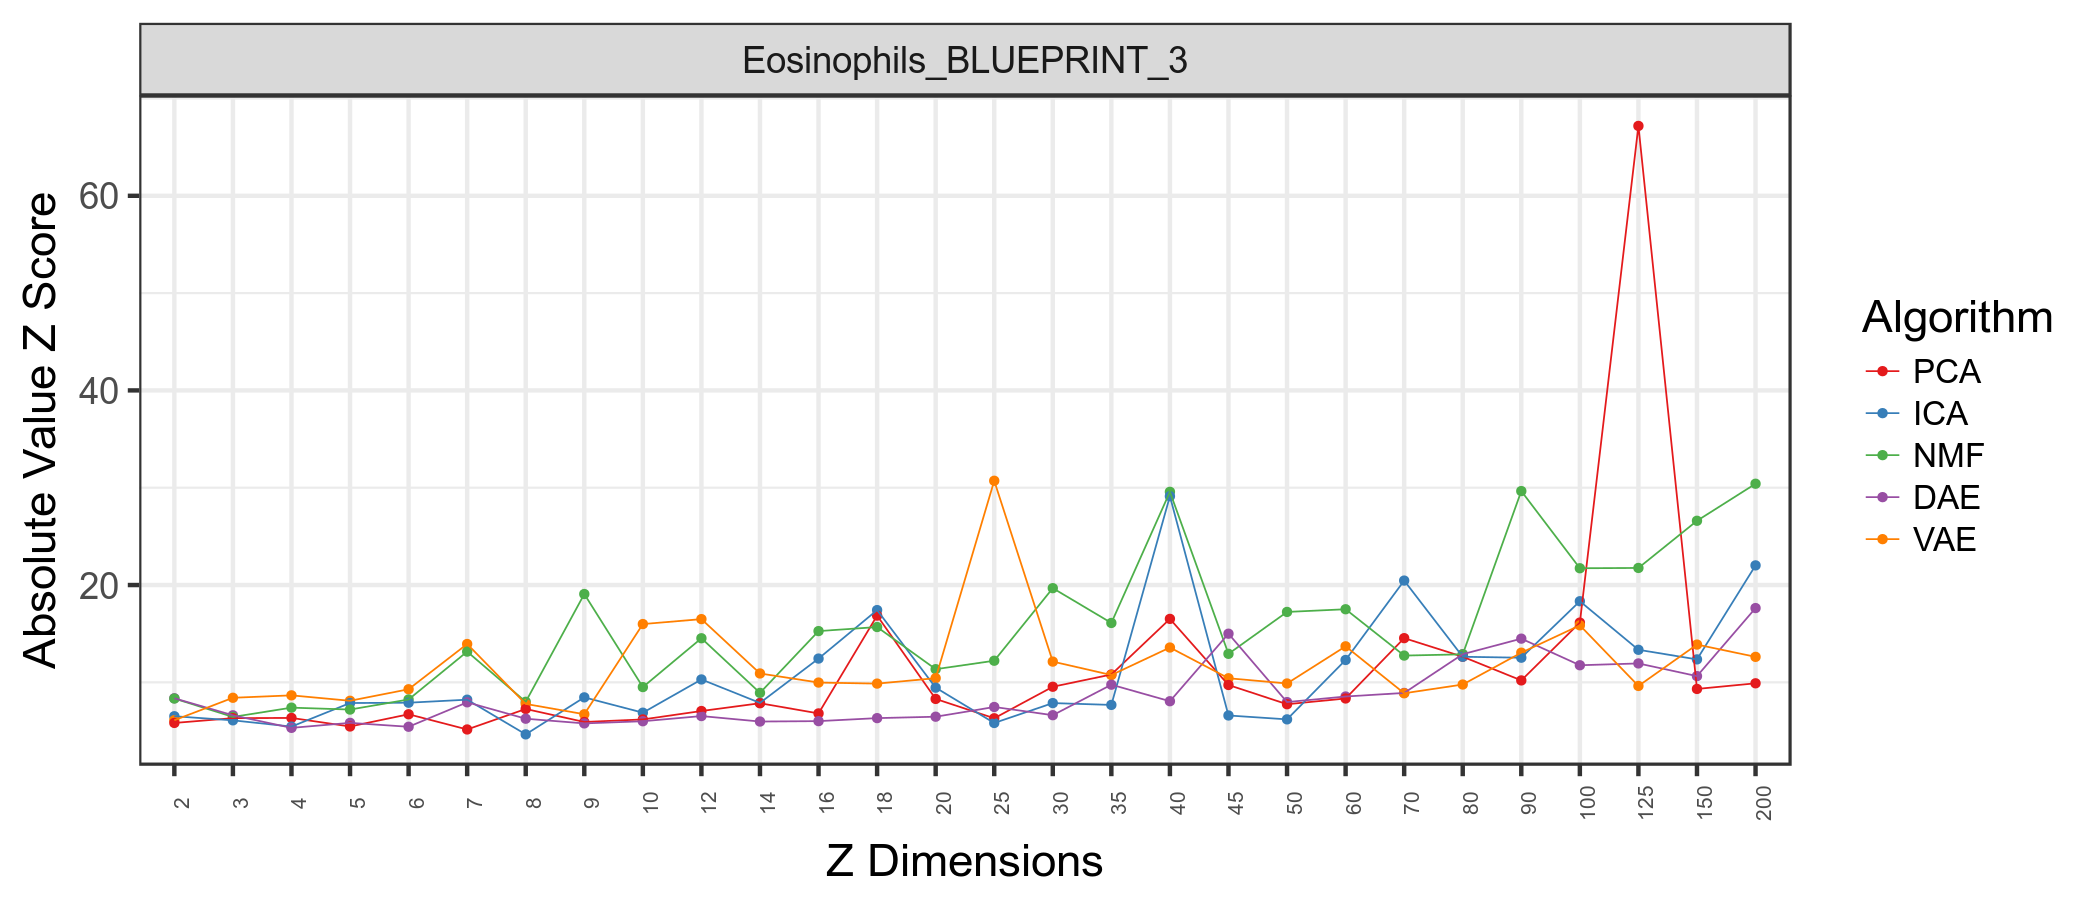 Eosinophils_BLUEPRINT_3
Absolute Value Z Score
60
40
20
2 3 4 5 6 7 8 9 10 12 14 16 18 20 25 30 35 40 45 50 60 70 80 90 100 125 150 200
Z Dimensions
Algorithm
PCA
ICA
NMF
DAE
VAE